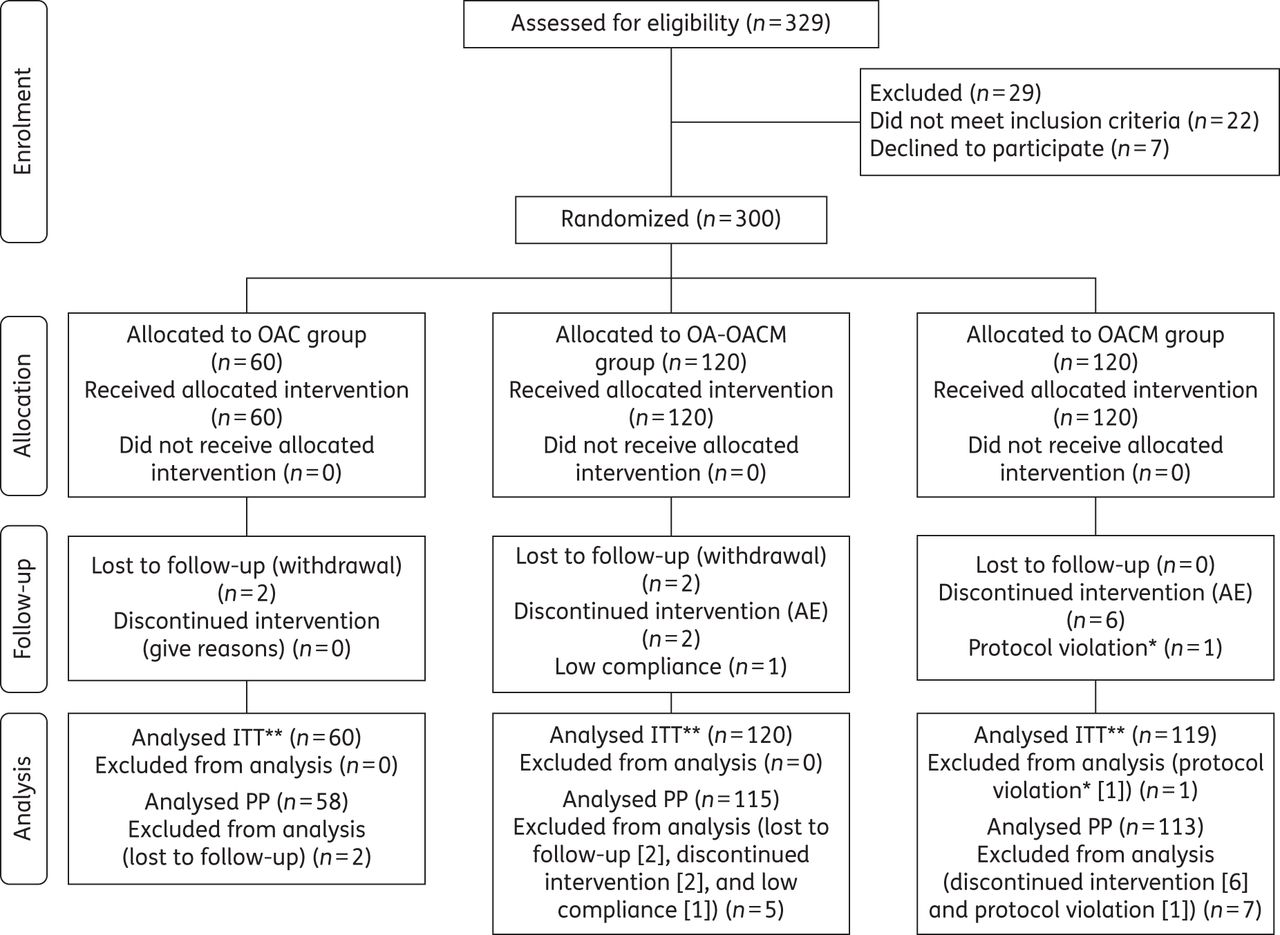 Enrolment
Assessed for eligibility (n=329)
Excluded (n=29)
Did not meet inclusion criteria (n=22)
Declined to participate (n=7)
Randomized (n=300)
Allocation
Allocated to OAC group
(n=60)
Received allocated intervention
(n=60)
Did not receive allocated
intervention (n=0)
Allocated to OA-OACM
group (n=120)
Received allocated intervention
(n=120)
Did not receive allocated
intervention (n=0)
Allocated to OACM group
(n=120)
Received allocated intervention
(n=120)
Did not receive allocated
intervention (n=0)
Follow-up
Lost to follow-up (withdrawal)
(n=2)
Discontinued intervention
(give reasons) (n=0)
Lost to follow-up (withdrawal)
(n=2)
Discontinued intervention (AE)
(n=2)
Low compliance (n=1)
Lost to follow-up (n=0)
Discontinued intervention (AE)
(n=6)
Protocol violation* (n=1)
Analysis
Analysed ITT** (n=60)
Excluded from analysis (n=0)
Analysed PP (n=58)
Excluded from analysis
(lost to follow-up) (n=2)
Analysed ITT** (n=120)
Excluded from analysis (n=0)
Analysed PP (n=115)
Excluded from analysis (lost to
follow-up [2], discontinued
intervention [2], and low
compliance [1]) (n=5)
Analysed ITT** (n=119)
Excluded from analysis (protocol
violation* [1]) (n=1)
Analysed PP (n=113)
Excluded from analysis
(discontinued intervention [6]
and protocol violation [1]) (n=7)